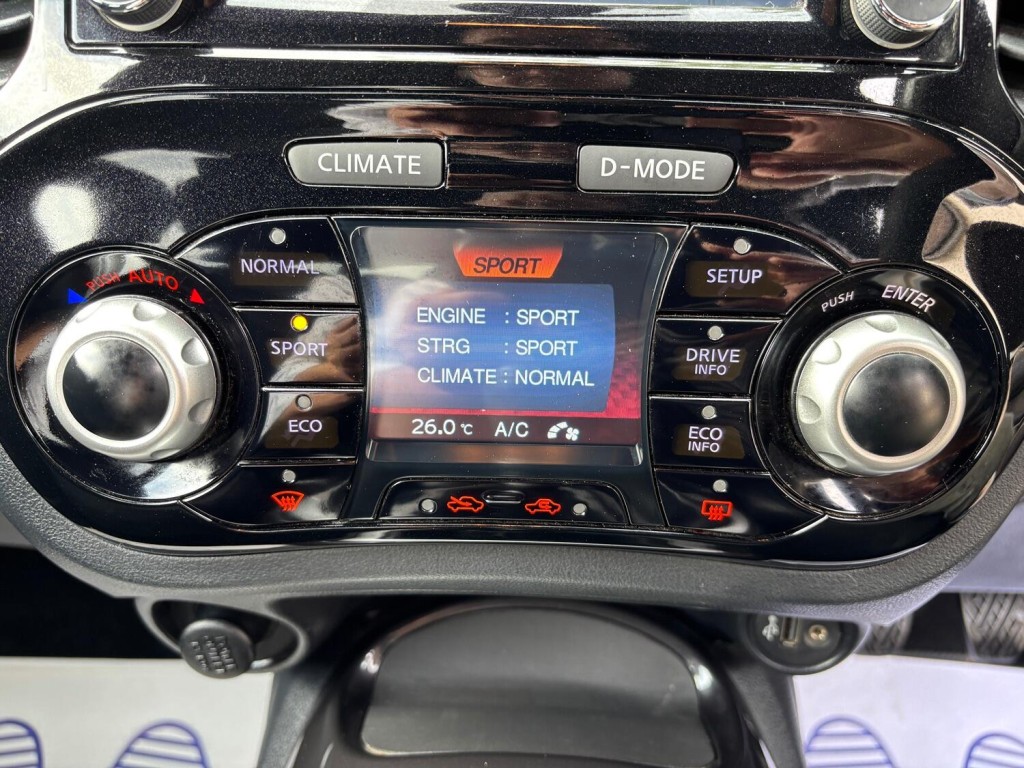 CLIMATE
D-MODE
PUSH AUTO
NORMAL
SPORT
ECO
SPORT
ENGINE : SPORT
STRG : SPORT
CLIMATE : NORMAL
26.0 °C A/C
SETUP
DRIVE
INFO
ECO
INFO
PUSH ENTER